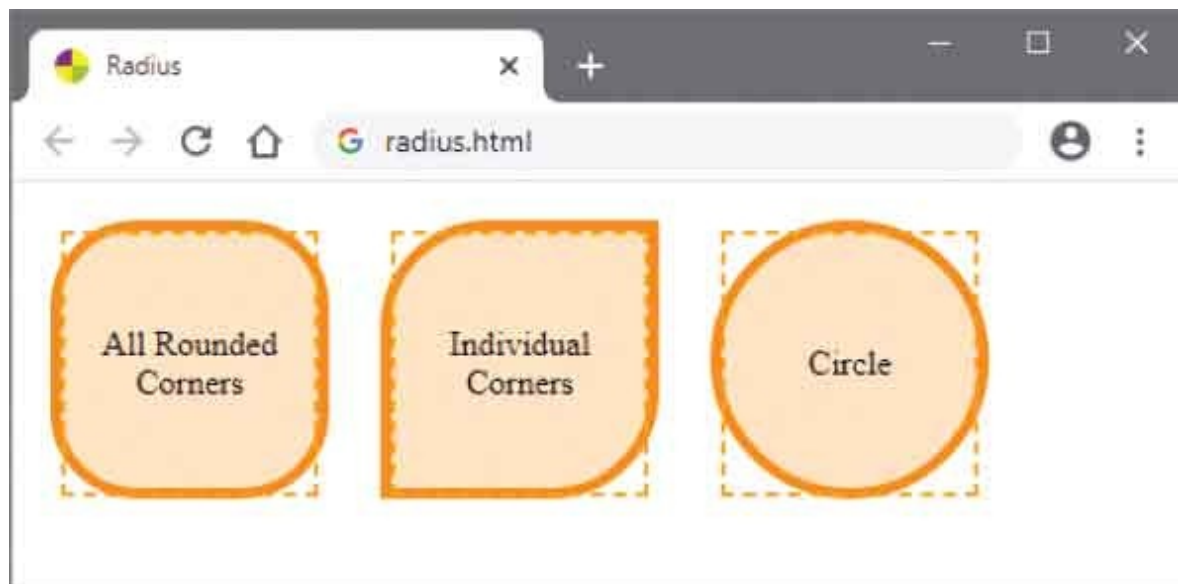 Radius
radius.html
All Rounded
Corners
Individual
Corners
Circle